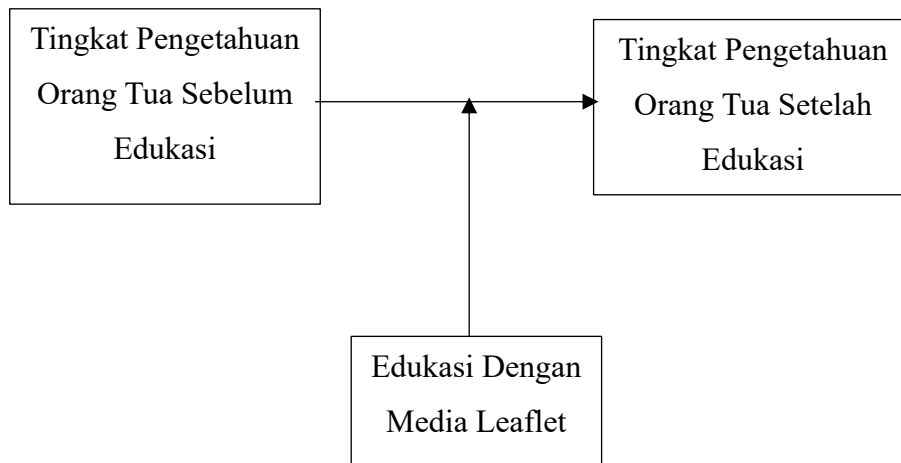 Tingkat Pengetahuan
Orang Tua Sebelum
Edukasi
Tingkat Pengetahuan
Orang Tua Setelah
Edukasi
Edukasi Dengan
Media Leaflet